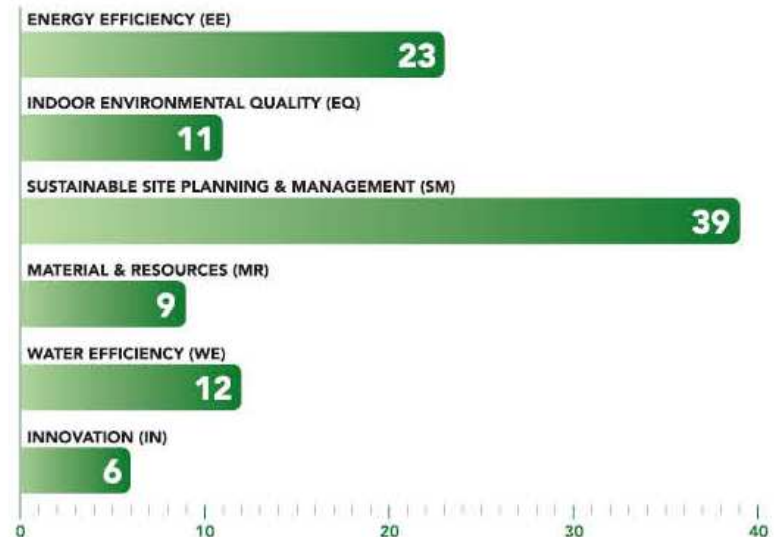 ENERGY EFFICIENCY (EE)
23
INDOOR ENVIRONMENTAL QUALITY (EQ)
11
SUSTAINABLE SITE PLANNING & MANAGEMENT (SM)
39
MATERIAL & RESOURCES (MR)
9
WATER EFFICIENCY (WE)
12
INNOVATION (IN)
6
0 10 20 30 40